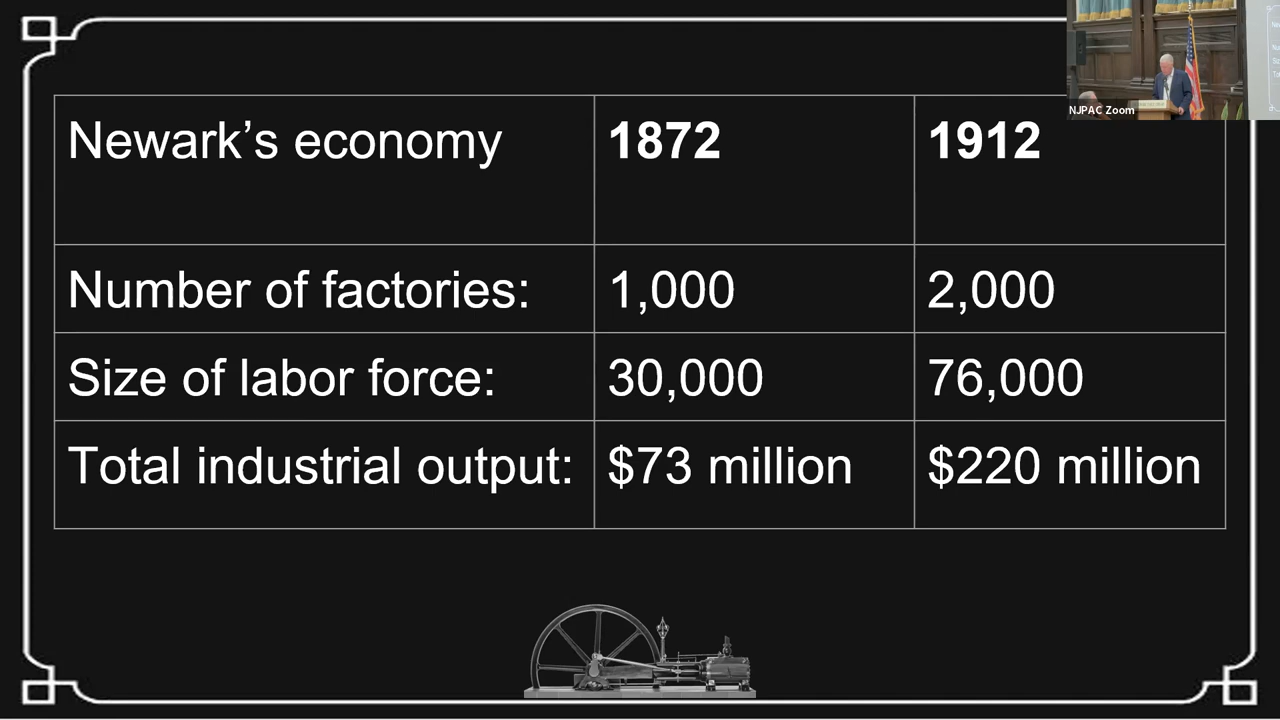 NJPAC Zoom
Newark’s economy 1872 1912
Number of factories: 1,000 2,000
Size of labor force: 30,000 76,000
Total industrial output: $73 million $220 million